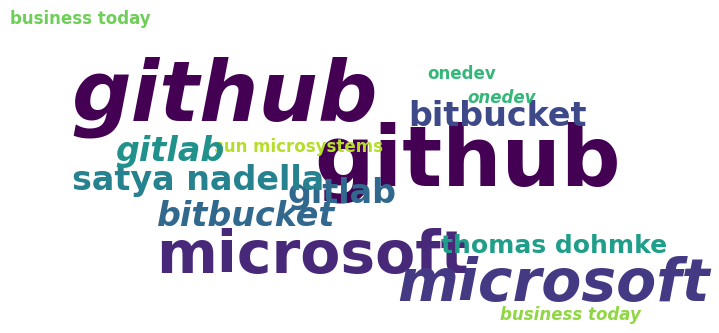 business today
github
onedev
onedev
bitbucket
github
gitlab
sun microsystems
satya nadella
gitlab
bitbucket
microsoft
thomas dohmke
microsoft
business today